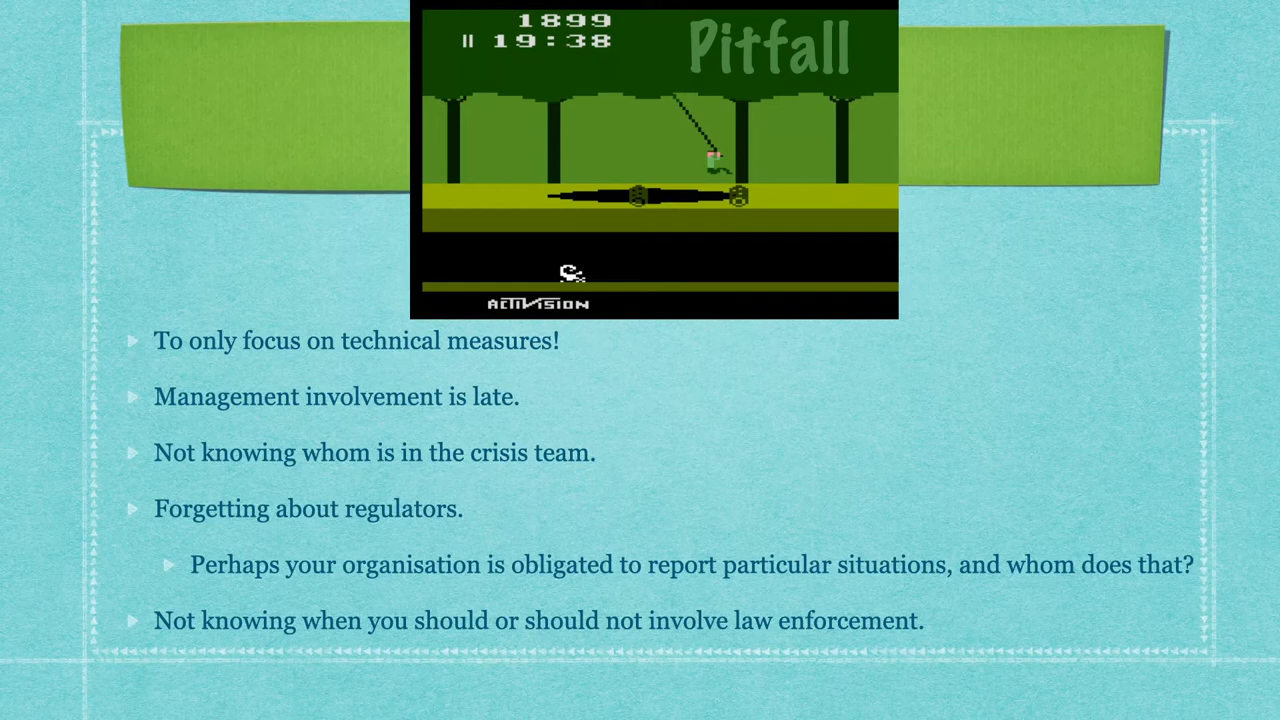 1899
19:38
Pitfall
ACTIVISION
To only focus on technical measures!
Management involvement is late.
Not knowing whom is in the crisis team.
Forgetting about regulators.
Perhaps your organisation is obligated to report particular situations, and whom does that?
Not knowing when you should or should not involve law enforcement.